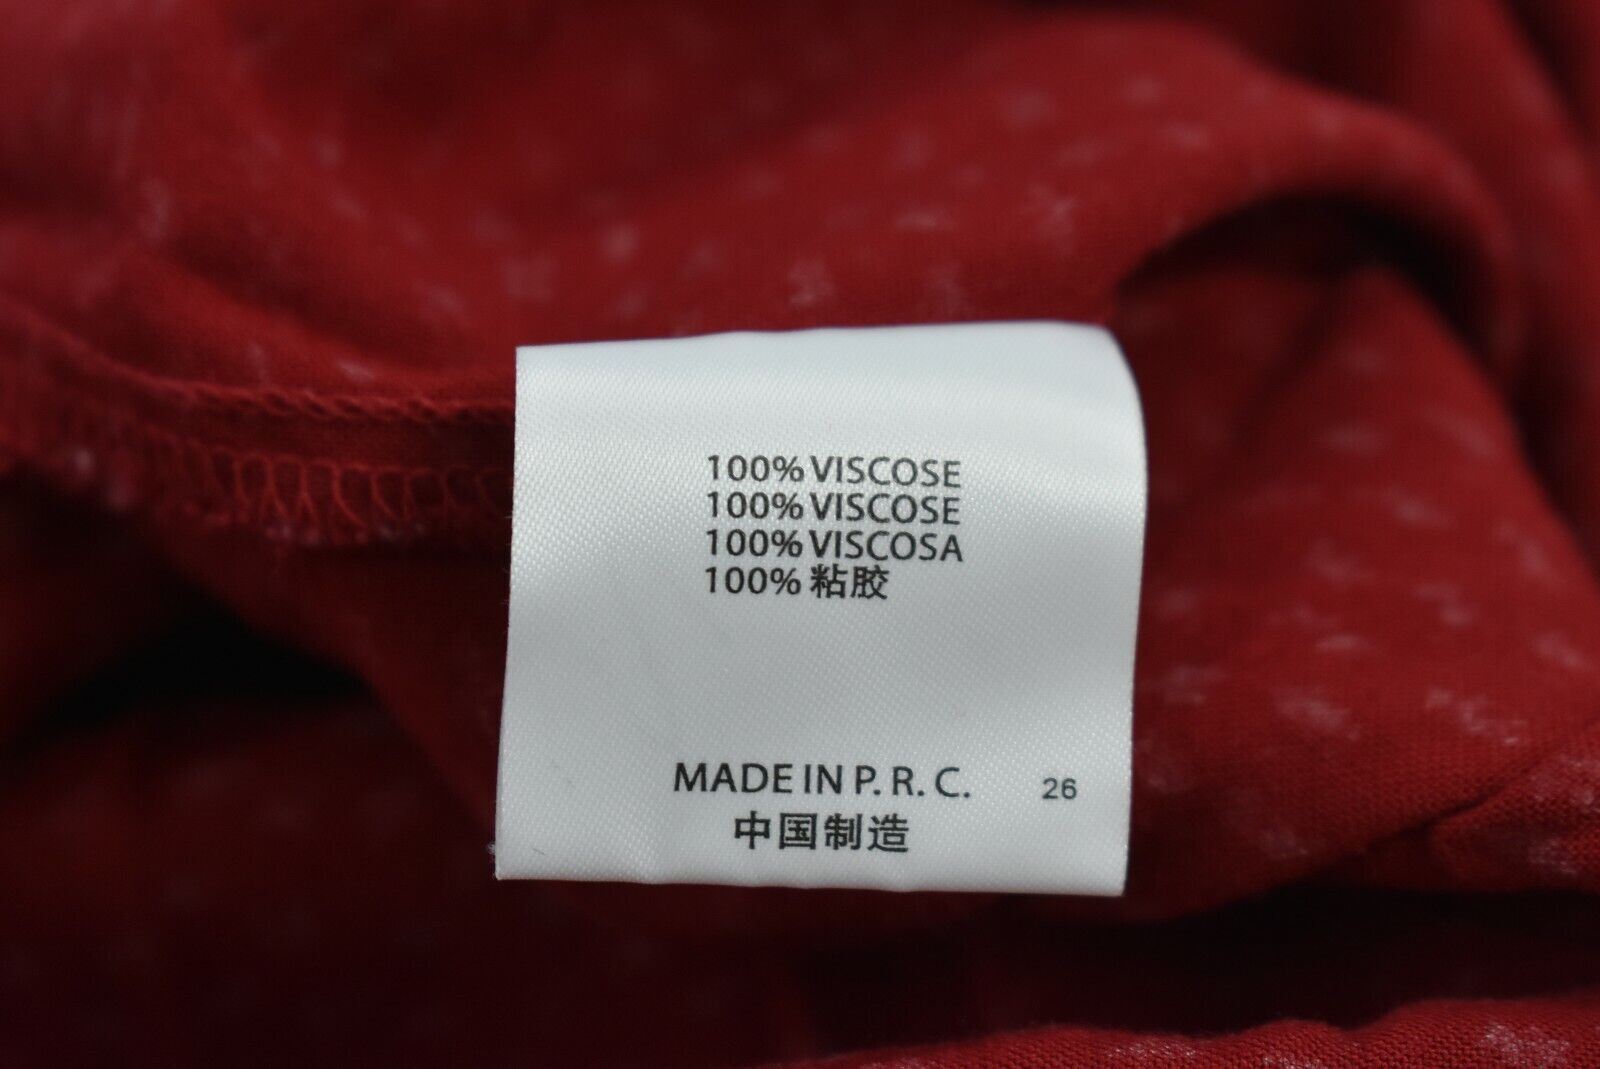 100% VISCOSE
100% VISCOSE
100% VISCOSA
100% 粘胶
MADE IN P. R. C. 26
中国制造